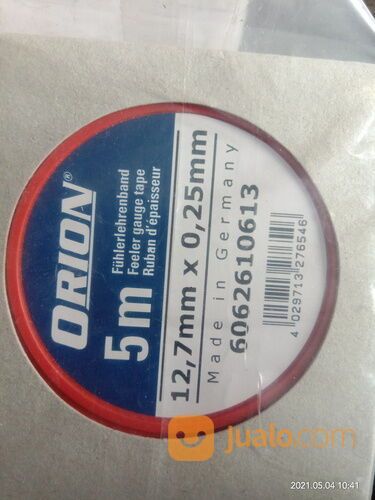 ORION®
5 m
Fühlerlehrenband
Feeler gauge tape
Ruban d'épaisseur
12,7mm x 0,25mm
Made in Germany
6062610613
4 029713 276546
jualo.com
2021.05.04 10:41